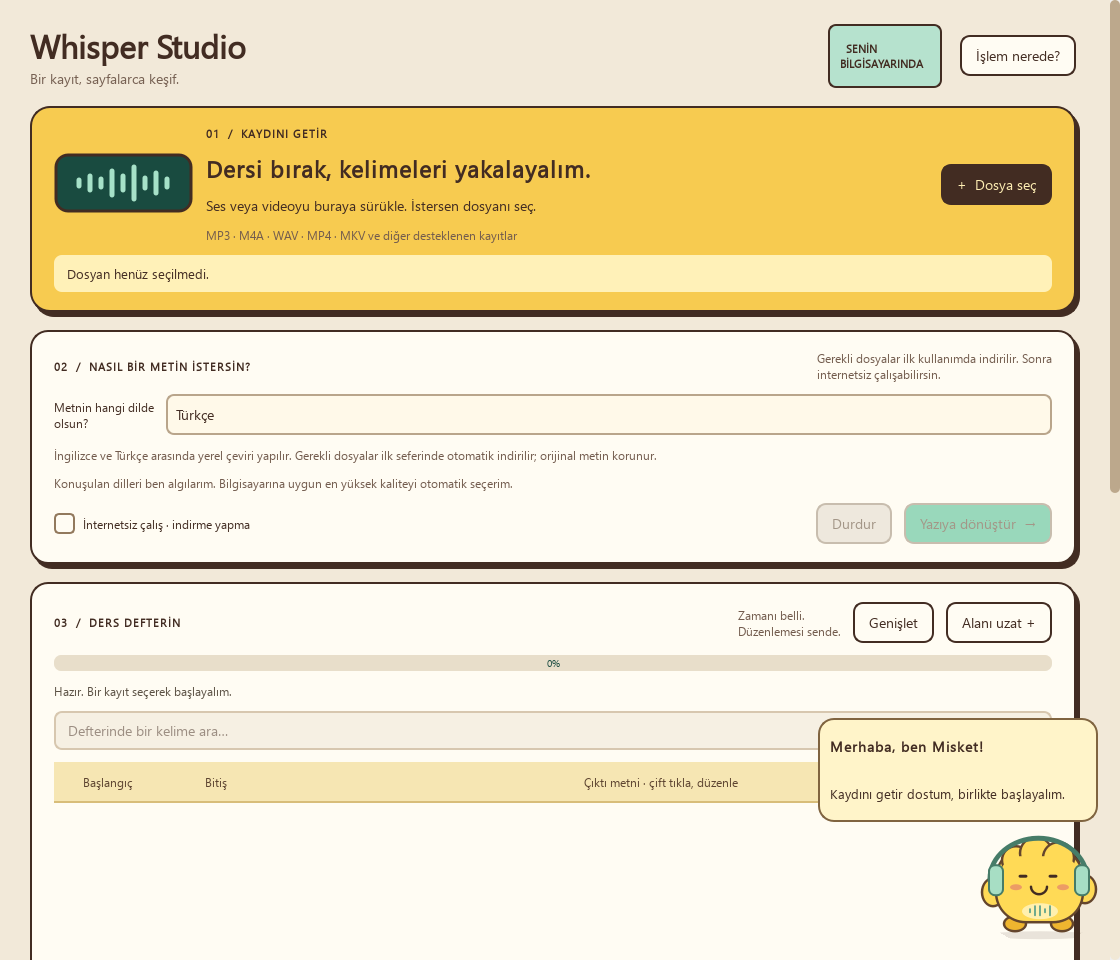 Whisper Studio
Bir kayıt, sayfalarca keşif.
SENİN
BİLGİSAYARINDA
İşlem nerede?
01 / KAYDINI GETİR
Dersi bırak, kelimeleri yakalayalım.
Ses veya videoyu buraya sürükle. İstersen dosyanı seç.
MP3 · M4A · WAV · MP4 · MKV ve diğer desteklenen kayıtlar
+ Dosya seç
Dosyan henüz seçilmedi.
02 / NASIL BİR METİN İSTERSİN?
Gerekli dosyalar ilk kullanımda indirilir. Sonra
internetsiz çalışabilirsin.
Metnin hangi dilde
olsun?
Türkçe
İngilizce ve Türkçe arasında yerel çeviri yapılır. Gerekli dosyalar ilk seferinde otomatik indirilir; orijinal metin korunur.
Konuşulan dilleri ben algılarım. Bilgisayarına uygun en yüksek kaliteyi otomatik seçerim.
İnternetsiz çalış · indirme yapma
Durdur
Yazıya dönüştür →
03 / DERS DEFTERİN
Zamanı belli.
Düzenlemesi sende.
Genişlet
Alanı uzat +
0%
Hazır. Bir kayıt seçerek başlayalım.
Defterinde bir kelime ara...
Başlangıç
Bitiş
Çıktı metni · çift tıkla, düzenle
Merhaba, ben Misket!
Kaydını getir dostum, birlikte başlayalım.